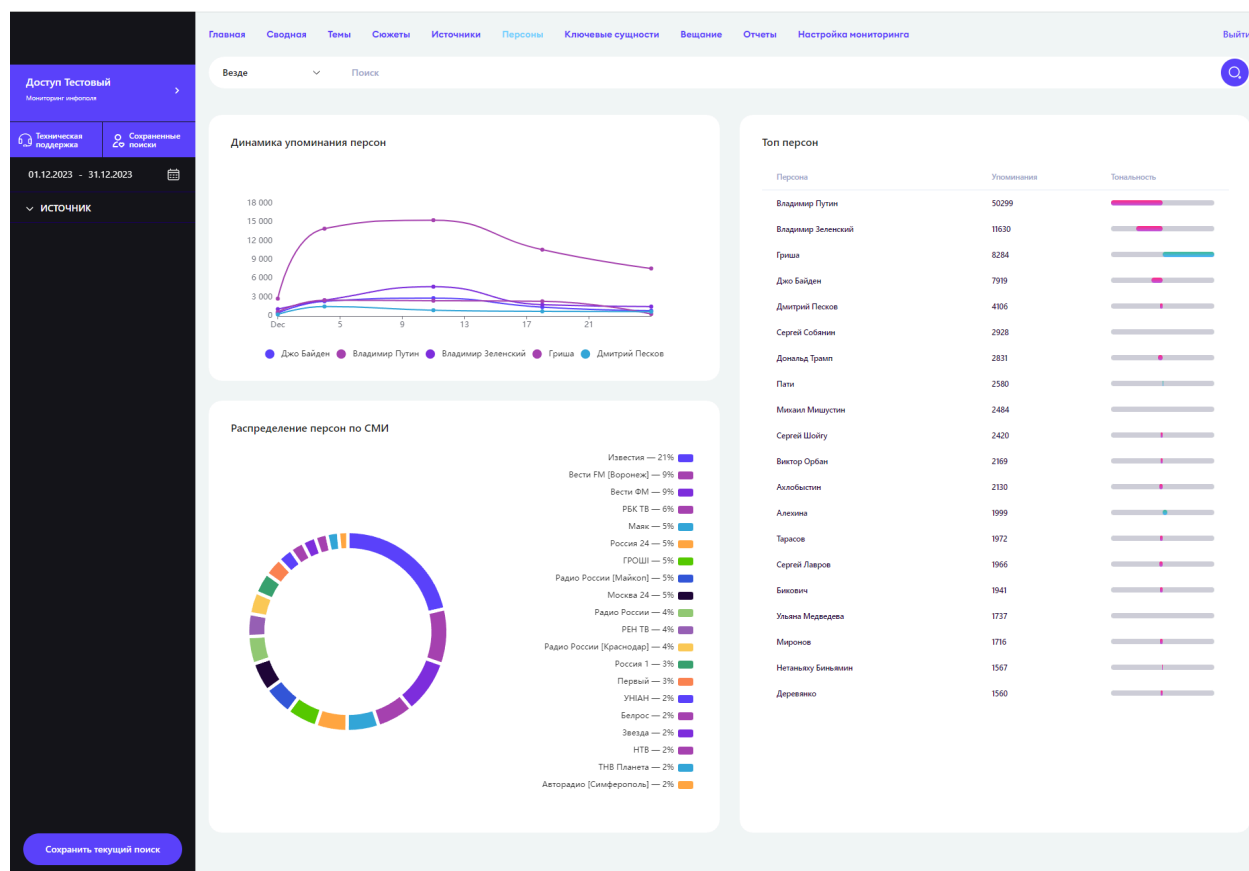 Главная Сводная Темы Сюжеты Источники Персоны Ключевые сущности Вещание Отчеты Настройка мониторинга Выйти
Везде Поиск
Доступ Тестовый
Мониторинг инфополя
Техническая поддержка
Сохраненные поиски
01.12.2023 - 31.12.2023
ИСТОЧНИК
Сохранить текущий поиск
Динамика упоминания персон
18 000
15 000
12 000
9 000
6 000
3 000
0
Dec 5 9 13 17 21
Джо Байден Владимир Путин Владимир Зеленский Гриша Дмитрий Песков
Распределение персон по СМИ
Известия — 21%
Вести FM [Воронеж] — 9%
Вести ФМ — 9%
РБК ТВ — 6%
Маяк — 5%
Россия 24 — 5%
ГРОШІ — 5%
Радио России [Майкоп] — 5%
Москва 24 — 5%
Радио России — 4%
РЕН ТВ — 4%
Радио России [Краснодар] — 4%
Россия 1 — 3%
Первый — 3%
УНІАН — 2%
Белрос — 2%
Звезда — 2%
НТВ — 2%
ТНВ Планета — 2%
Авторадио [Симферополь] — 2%
Топ персон
Персона Упоминания Тональность
Владимир Путин 50299
Владимир Зеленский 11630
Гриша 8284
Джо Байден 7919
Дмитрий Песков 4106
Сергей Собянин 2928
Дональд Трамп 2831
Пати 2580
Михаил Мишустин 2484
Сергей Шойгу 2420
Виктор Орбан 2169
Ахлобыстин 2130
Алехина 1999
Тарасов 1972
Сергей Лавров 1966
Бикович 1941
Ульяна Медведева 1737
Миронов 1716
Нетаньяху Биньямин 1567
Деревянко 1560